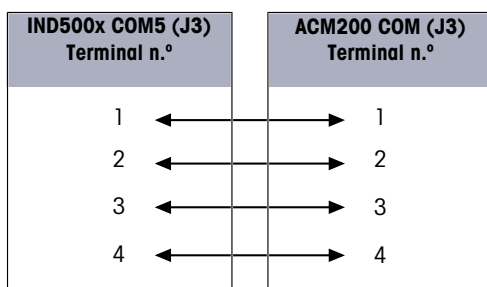 IND500x COM5 (J3)
Terminal n.º
ACM200 COM (J3)
Terminal n.º
1 1
2 2
3 3
4 4